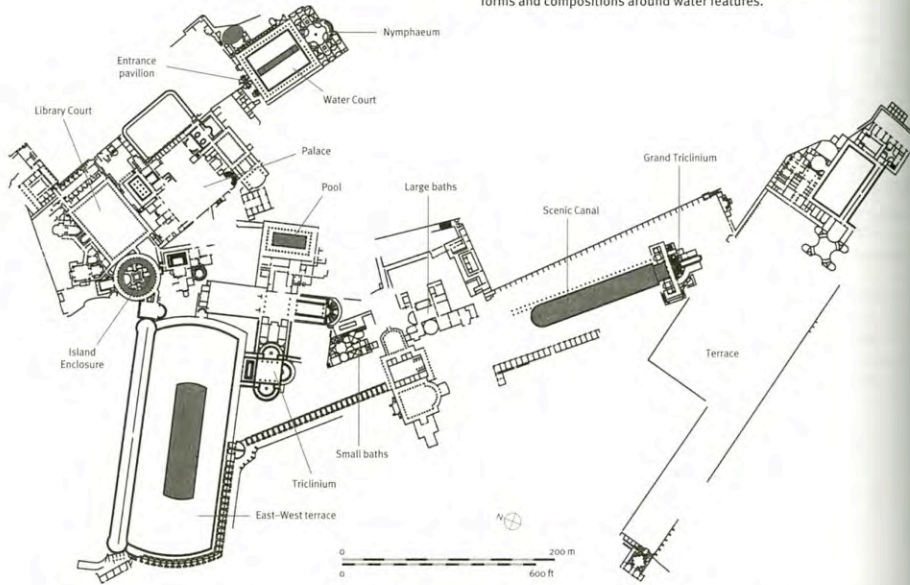 forms and compositions around water features.
Nymphaeum
Entrance
pavilion
Water Court
Library Court
Palace
Grand Triclinium
Pool
Large baths
Scenic Canal
Island
Enclosure
Terrace
Small baths
Triclinium
East–West terrace
N
0
200 m
0
600 ft